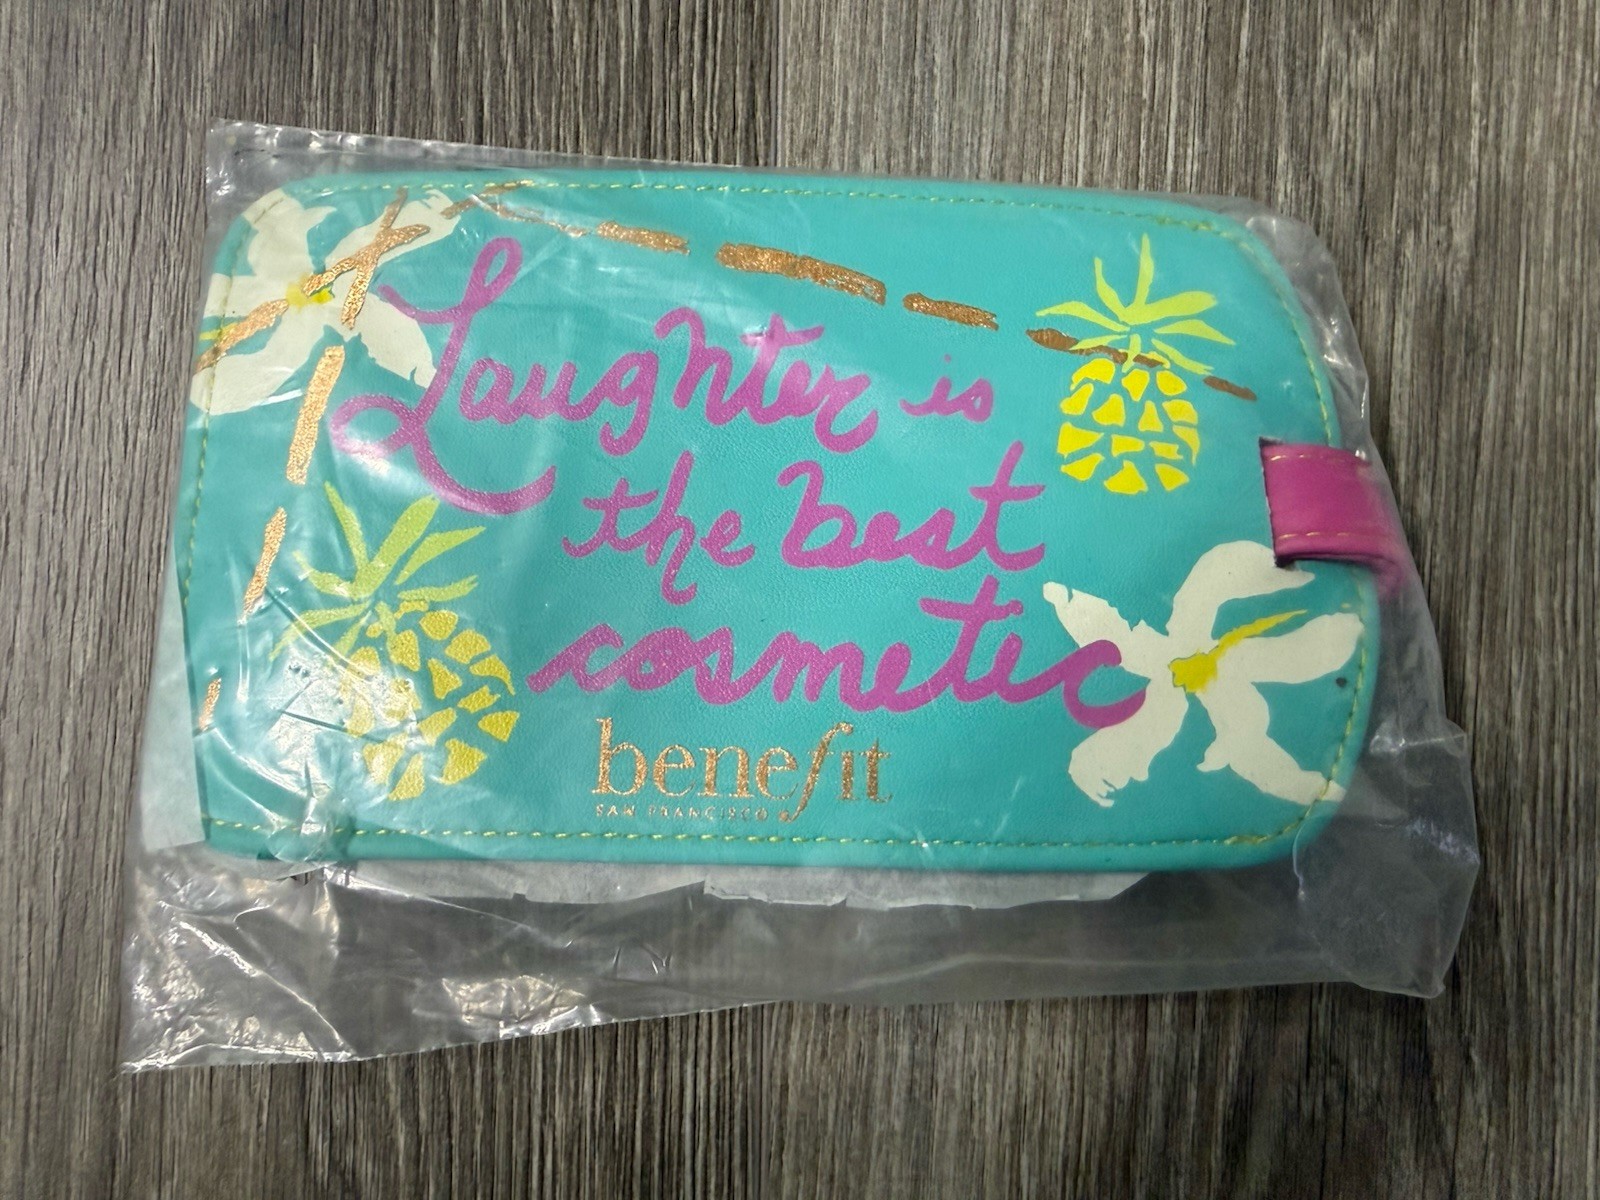 Laughter is
the best
cosmetic
benefit
SAN FRANCISCO